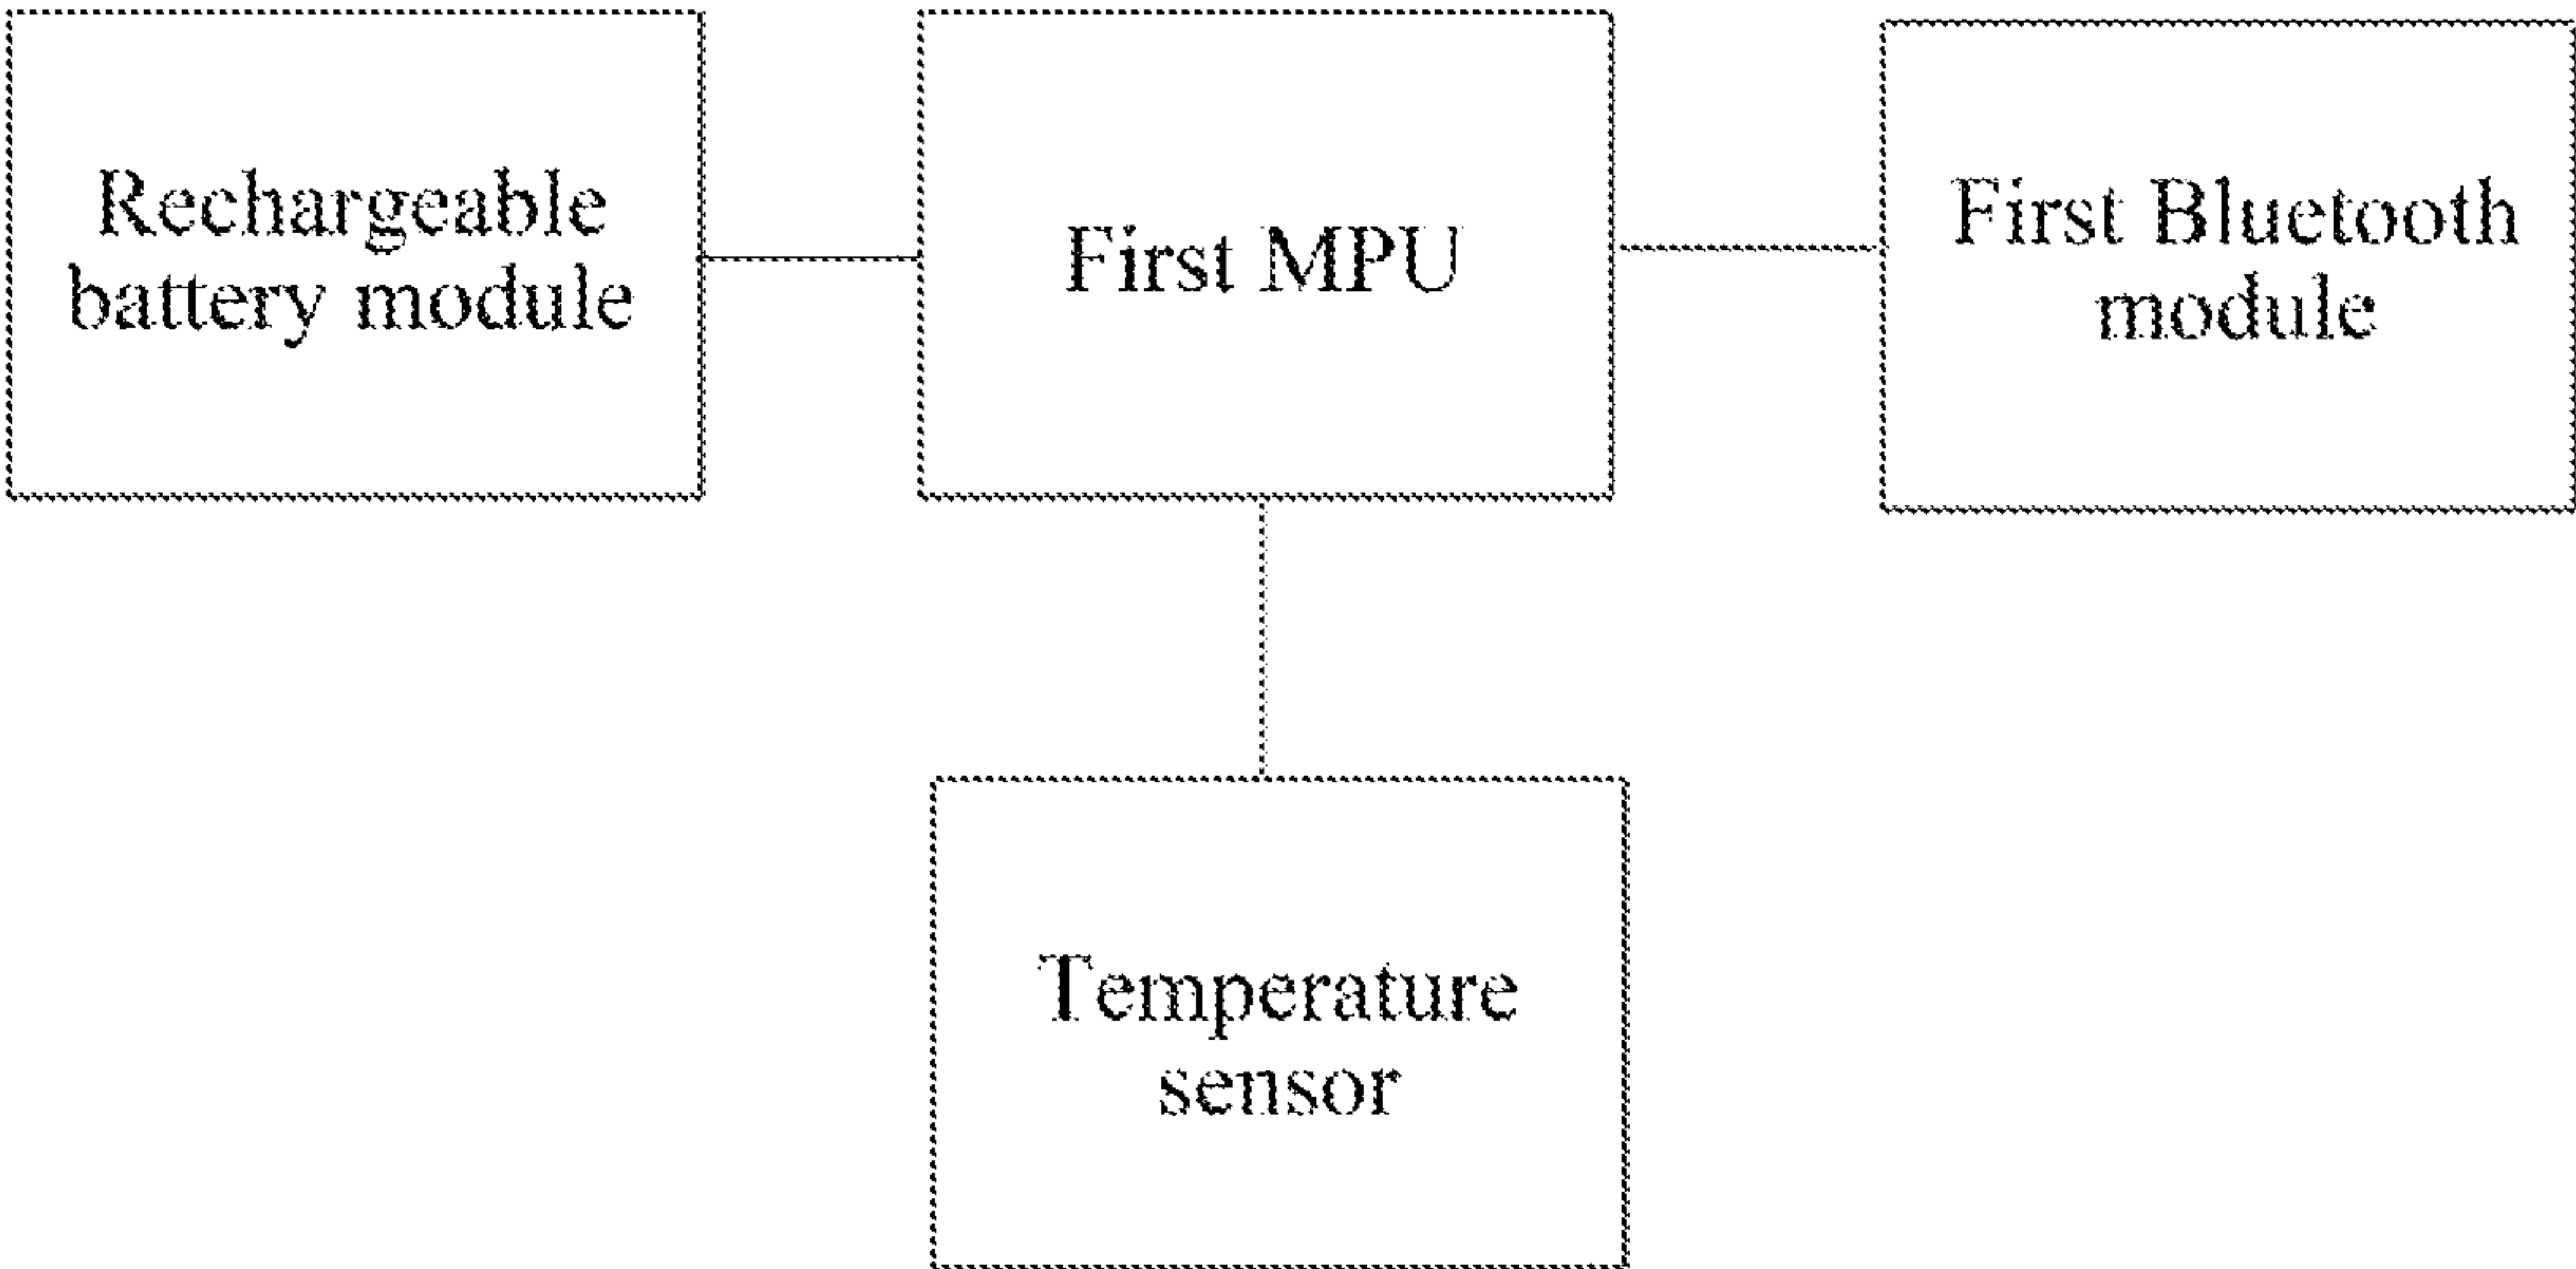 Rechargeable
battery module
First MPU
First Bluetooth
module
Temperature
sensor